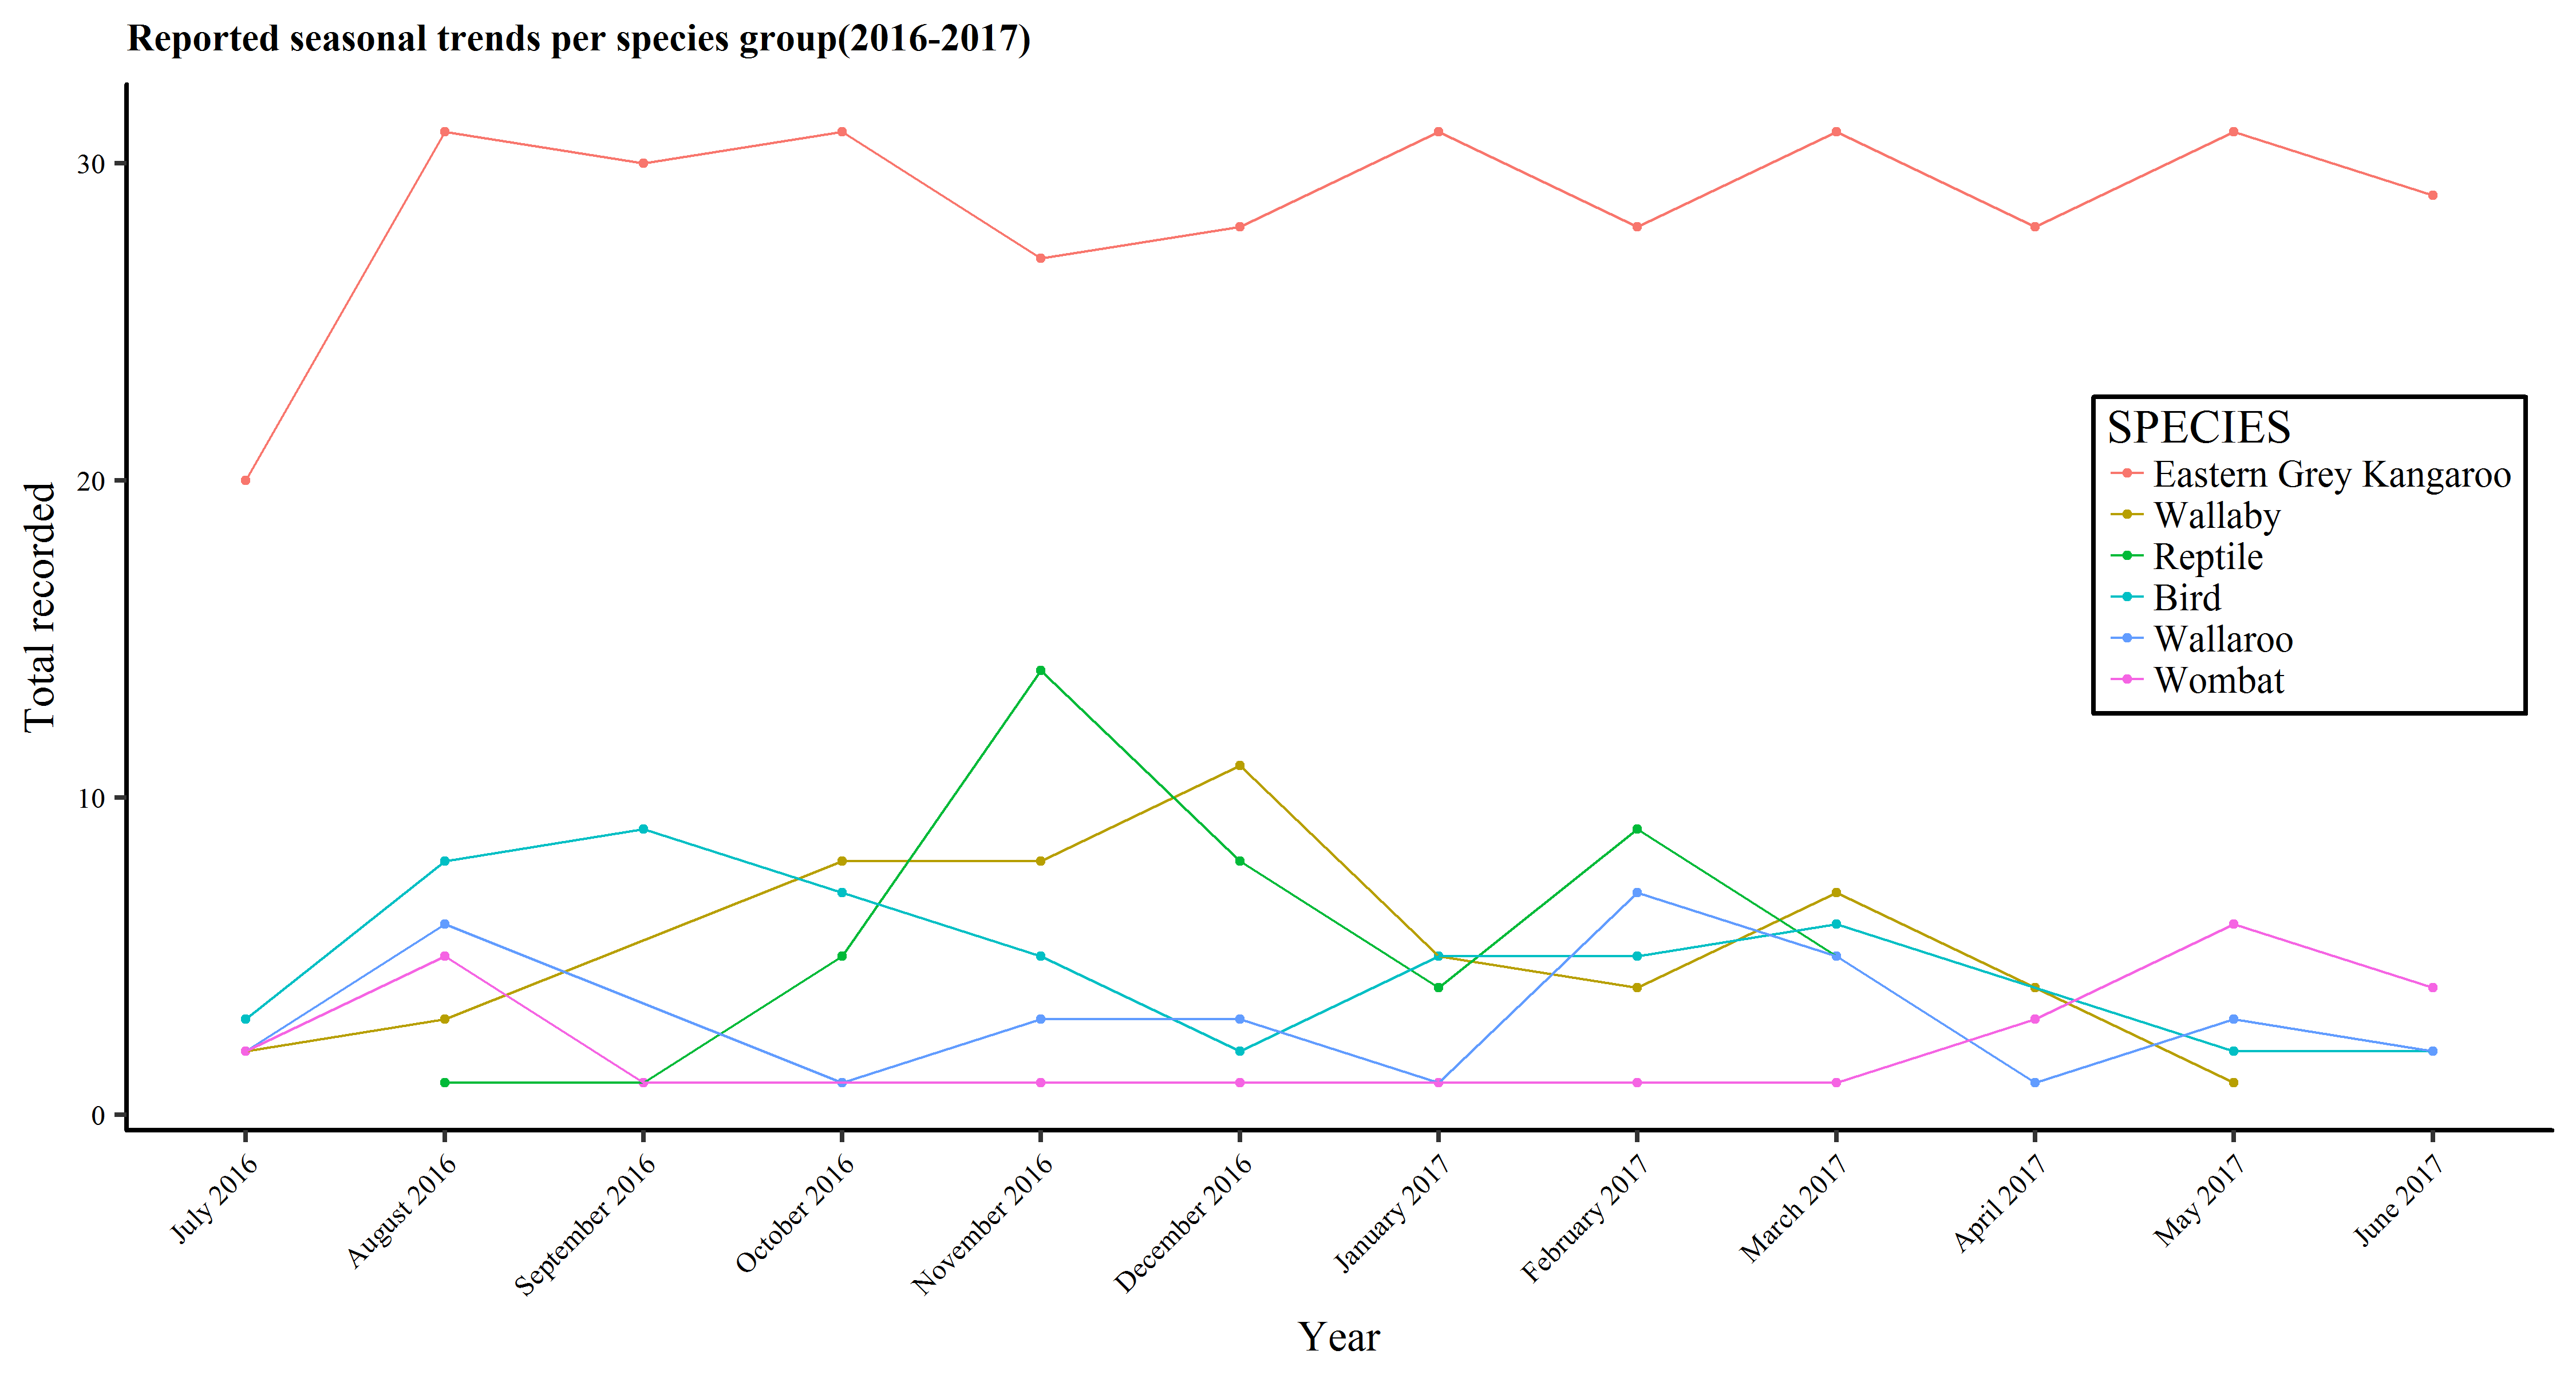 Reported seasonal trends per species group(2016-2017)
Total recorded
30
20
10
0
SPECIES
Eastern Grey Kangaroo
Wallaby
Reptile
Bird
Wallaroo
Wombat
July 2016
August 2016
September 2016
October 2016
November 2016
December 2016
January 2017
February 2017
March 2017
April 2017
May 2017
June 2017
Year